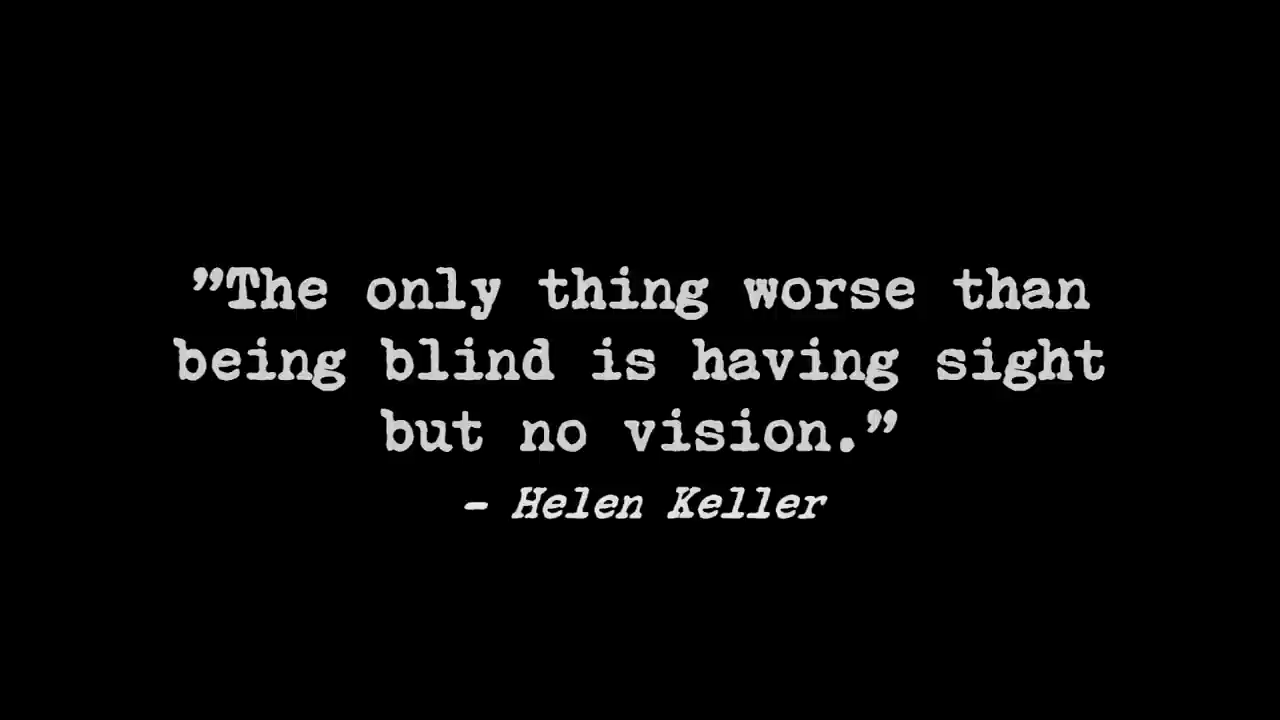 ”The only thing worse than
being blind is having sight
but no vision.”
- Helen Keller